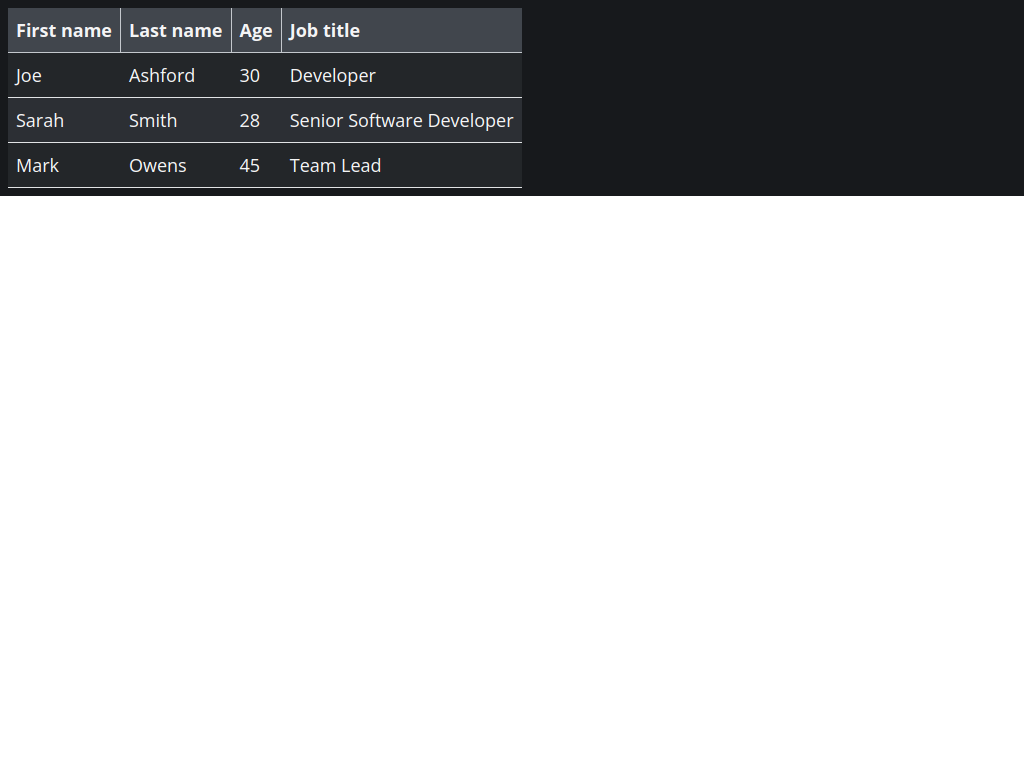 First name Last name Age Job title
Joe Ashford 30 Developer
Sarah Smith 28 Senior Software Developer
Mark Owens 45 Team Lead